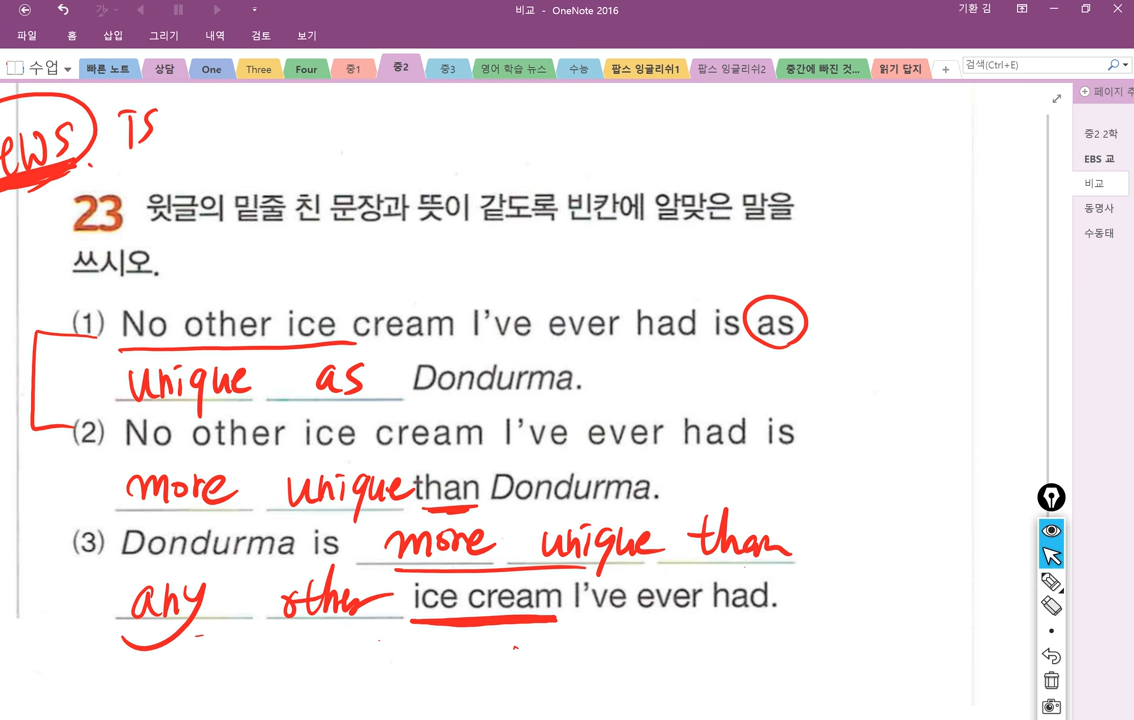 비교 - OneNote 2016
기환 김
파일 홈 삽입 그리기 내역 검토 보기
수업 빠른 노트 상담 One Three Four 중1 중2 중3 영어 학습 뉴스 수능 팝스 잉글리쉬1 팝스 잉글리쉬2 중간에 빠진 것... 읽기 답지 + 검색(Ctrl+E)
페이지 추
중2 2학
EBS 교
비교
동명사
수동태
ews. is
23 윗글의 밑줄 친 문장과 뜻이 같도록 빈칸에 알맞은 말을
쓰시오.
(1) No other ice cream I've ever had is as
unique as Dondurma.
(2) No other ice cream I've ever had is
more unique than Dondurma.
(3) Dondurma is more unique than
any other ice cream I've ever had.